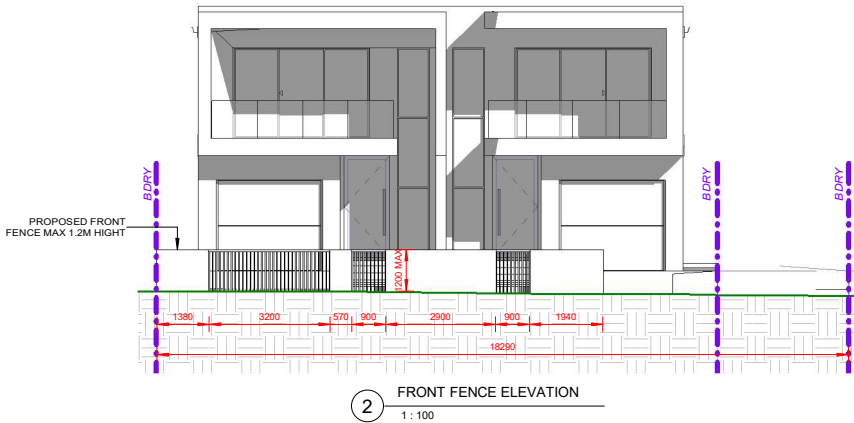 BDRY
BDRY
BDRY
PROPOSED FRONT
FENCE MAX 1.2M HIGHT
1200 MAX
1380
3200
570
900
2900
900
1940
18290
2
FRONT FENCE ELEVATION
1 : 100